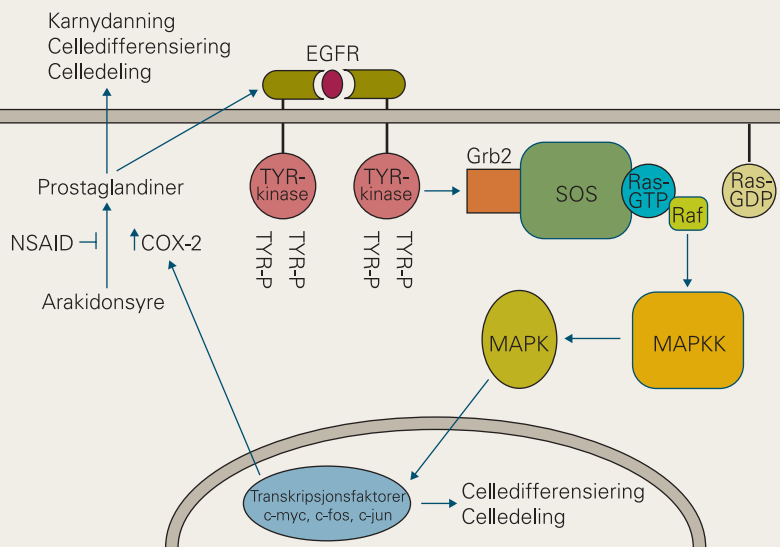 Karnydanning
Celledifferensiering
Celledeling
EGFR
Prostaglandiner
NSAID
COX-2
Arakidonsyre
TYR-
kinase
TYR-
kinase
TYR-P
TYR-P
TYR-P
TYR-P
Grb2
SOS
Ras-
GTP
Raf
Ras-
GDP
MAPK
MAPKK
Transkripsjonsfaktorer
c-myc, c-fos, c-jun
Celledifferensiering
Celledeling